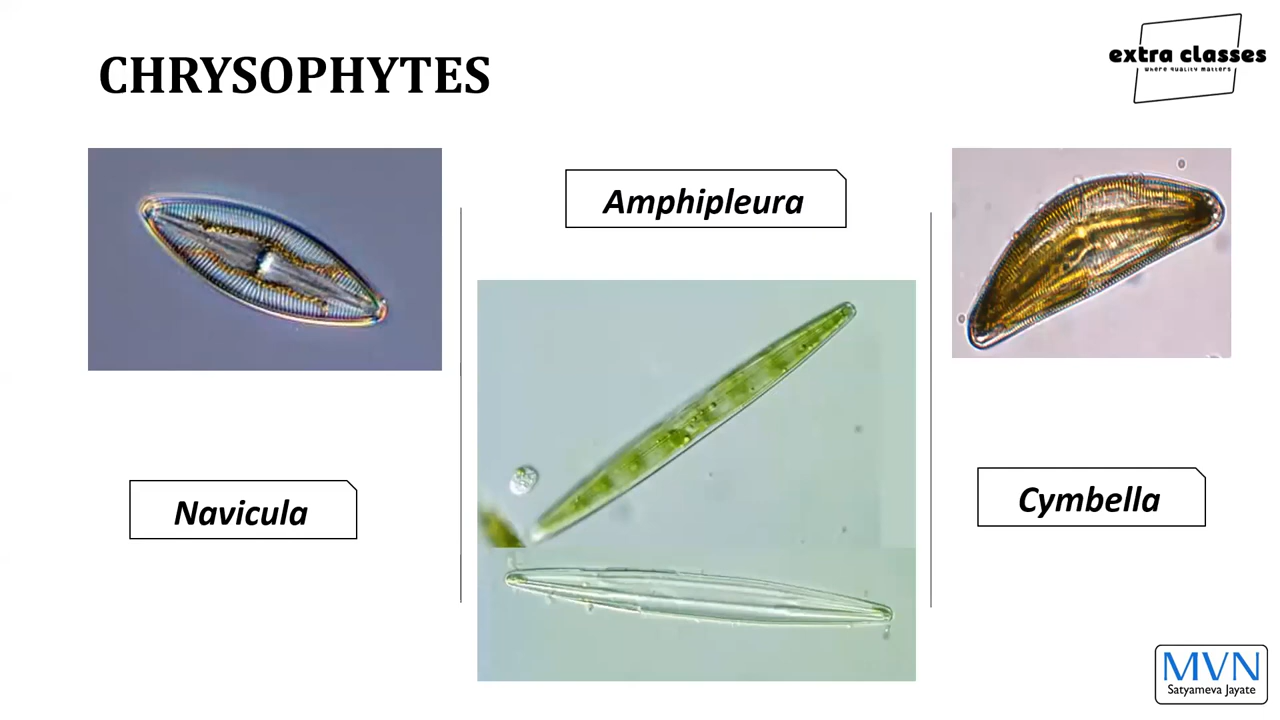 CHRYSOPHYTES
extra classes
where quality matters
Amphipleura
Navicula
Cymbella
MVN
Satyameva Jayate